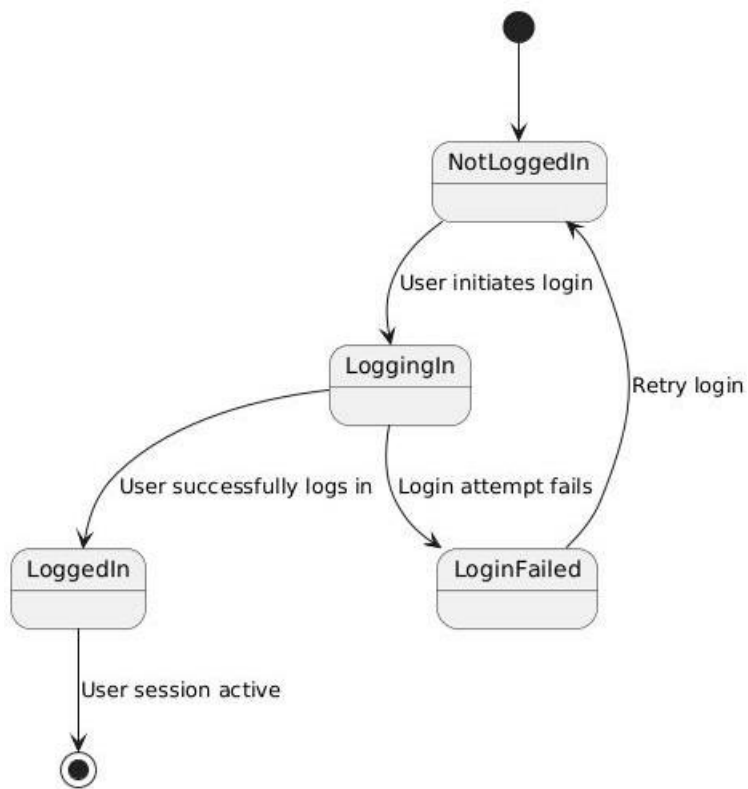 NotLoggedIn
User initiates login
LoggingIn
Retry login
User successfully logs in
Login attempt fails
LoggedIn
LoginFailed
User session active